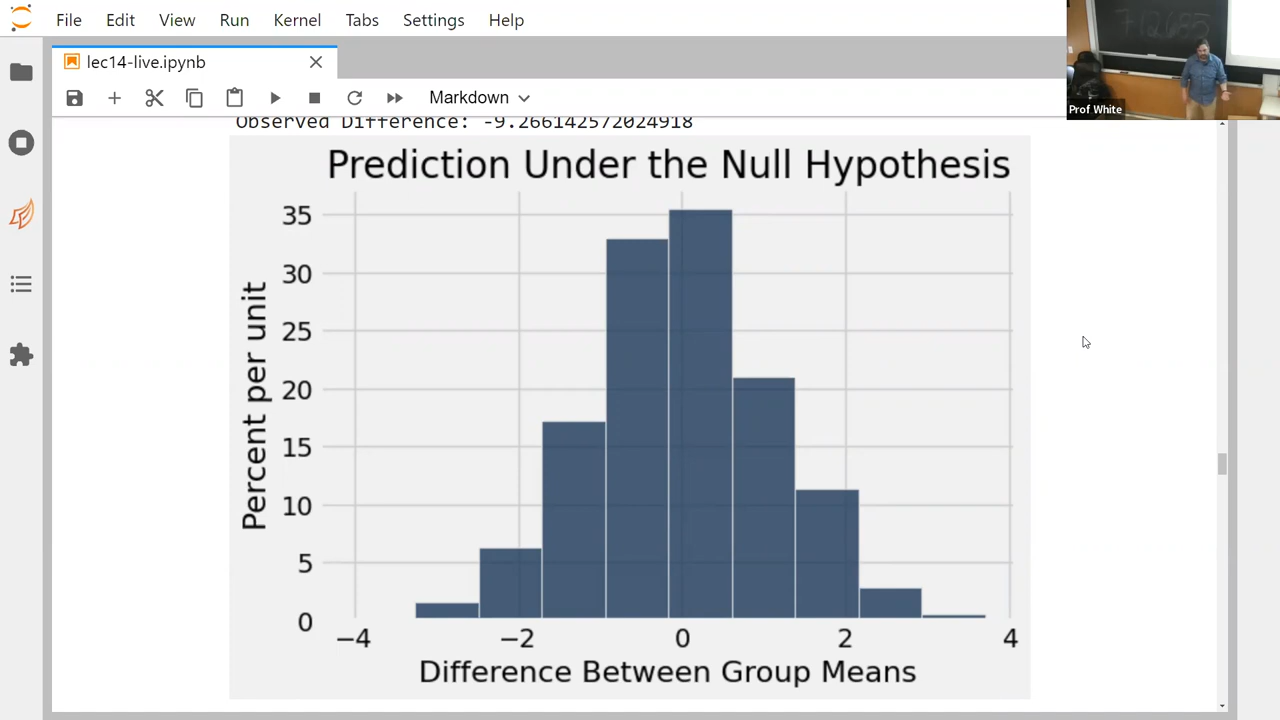 File Edit View Run Kernel Tabs Settings Help
lec14-live.ipynb
Markdown
Prof White
Observed Difference: -9.266142572024918
Prediction Under the Null Hypothesis
Percent per unit
35
30
25
20
15
10
5
0
−4 −2 0 2 4
Difference Between Group Means